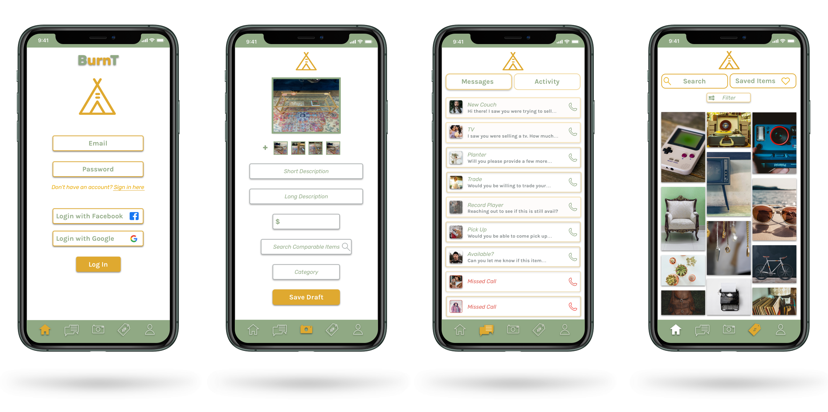 9:41
BurnT
Email
Password
Don't have an account? Sign in here
Login with Facebook
Login with Google
Log In
9:41
+
Short Description
Long Description
$
Search Comparable Items
Category
Save Draft
9:41
Messages
Activity
New Couch
Hi there! I saw you were trying to sell...
TV
I saw you were selling a tv. How much...
Planter
Will you please provide a few more...
Trade
Would you be willing to trade your...
Record Player
Reaching out to see if this is still avail?
Pick Up
Would you be able to come pick up...
Available?
Can you let me know if this item...
Missed Call
Missed Call
9:41
Search
Saved Items
Filter